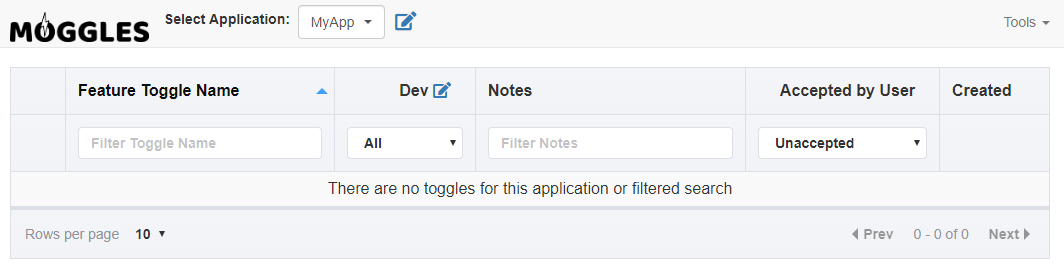 MOGGLES Select Application: MyApp Tools
Feature Toggle Name Dev Notes Accepted by User Created
Filter Toggle Name All Filter Notes Unaccepted
There are no toggles for this application or filtered search
Rows per page 10 Prev 0 - 0 of 0 Next